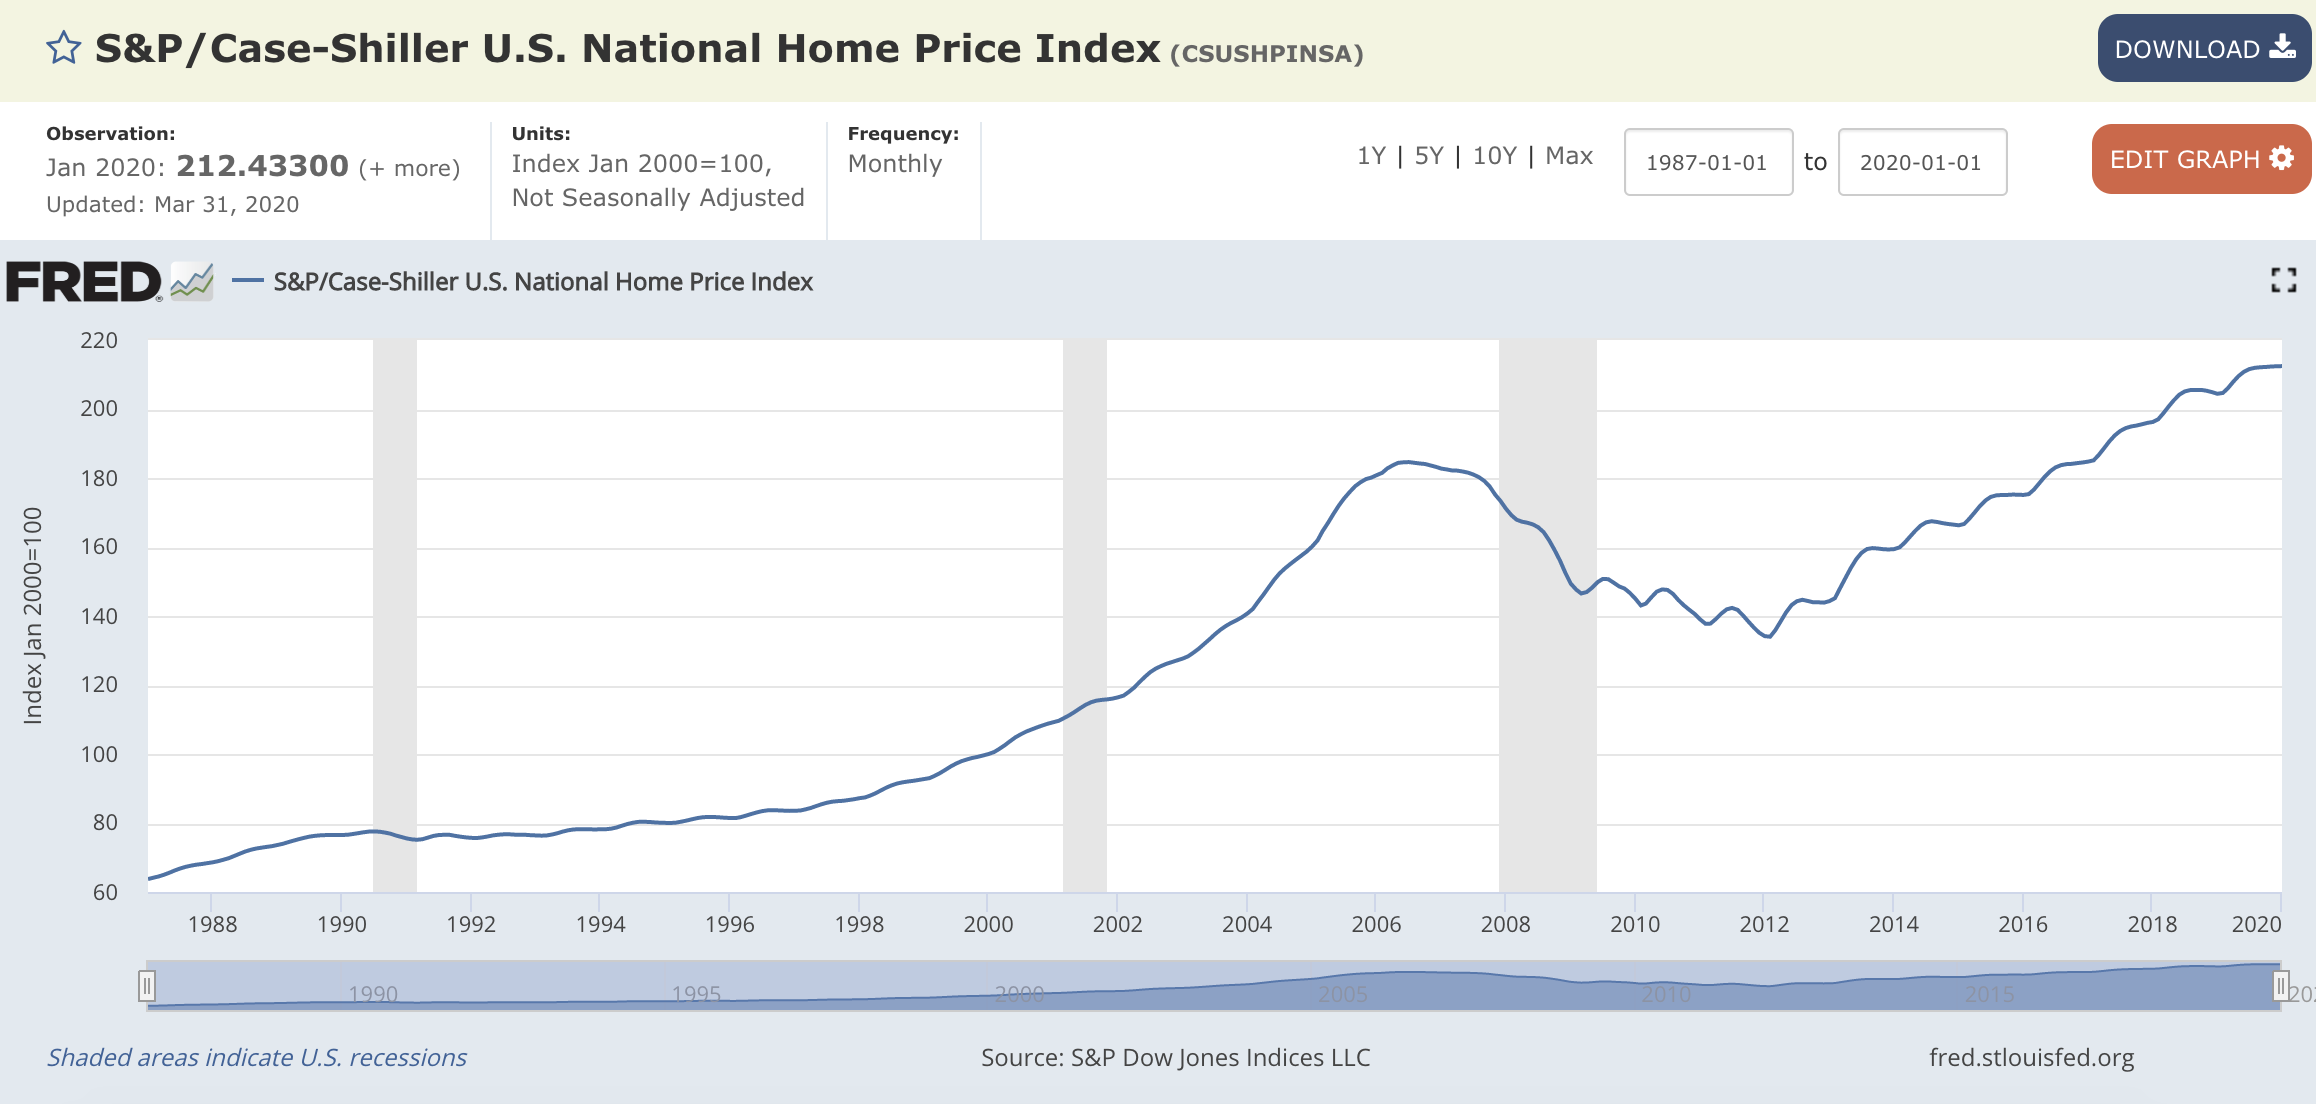 S&P/Case-Shiller U.S. National Home Price Index (CSUSHPINSA)
DOWNLOAD
Observation:
Jan 2020: 212.43300 (+ more)
Updated: Mar 31, 2020
Units:
Index Jan 2000=100,
Not Seasonally Adjusted
Frequency:
Monthly
1Y | 5Y | 10Y | Max
1987-01-01 to 2020-01-01
EDIT GRAPH
FRED®
S&P/Case-Shiller U.S. National Home Price Index
Index Jan 2000=100
220
200
180
160
140
120
100
80
60
1988 1990 1992 1994 1996 1998 2000 2002 2004 2006 2008 2010 2012 2014 2016 2018 2020
1990 1995 2000 2005 2010 2015
Shaded areas indicate U.S. recessions
Source: S&P Dow Jones Indices LLC
fred.stlouisfed.org